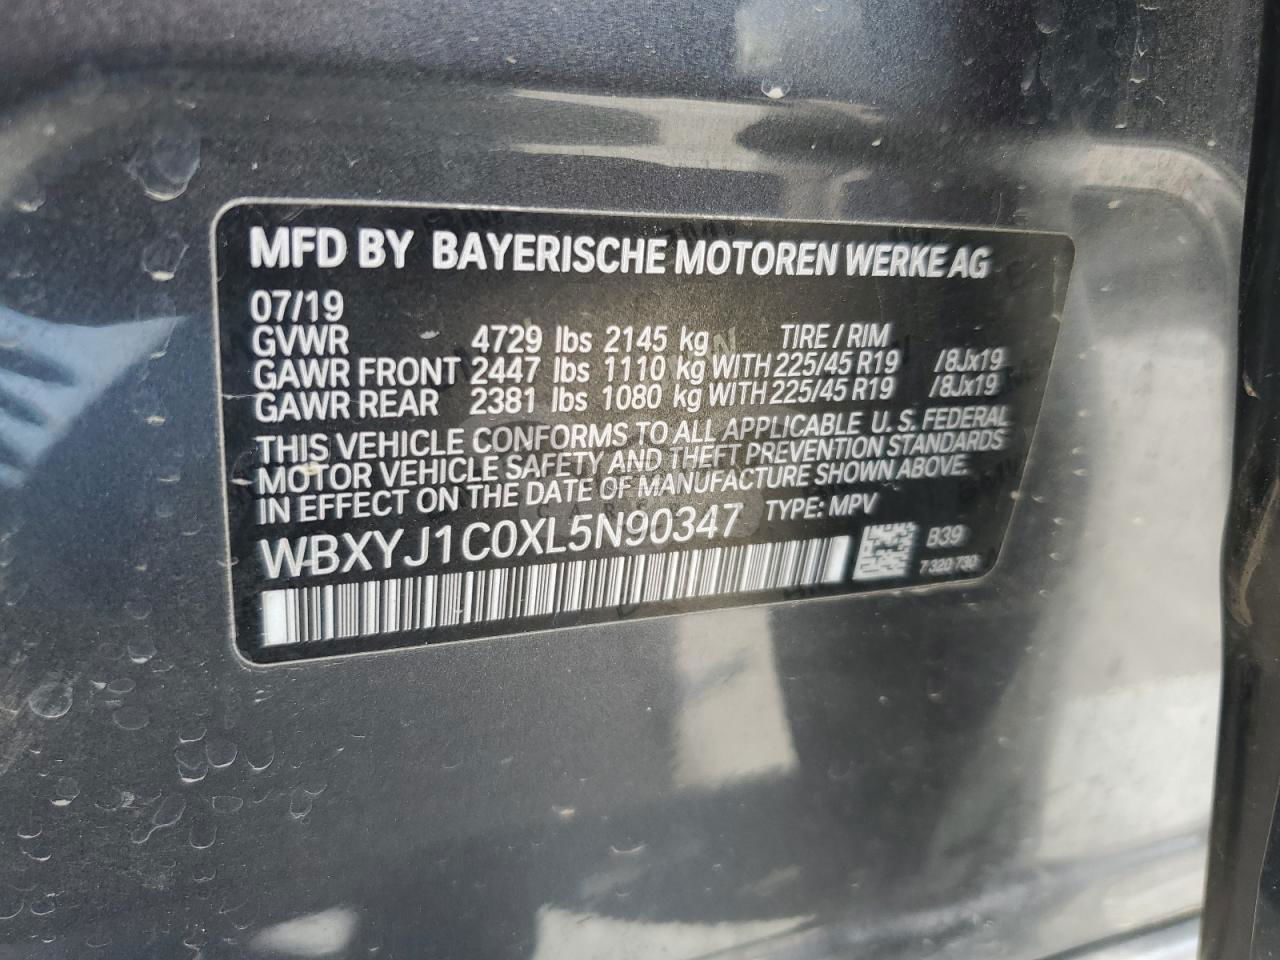 MFD BY BAYERISCHE MOTOREN WERKE AG
07/19
GVWR 4729 lbs 2145 kg TIRE / RIM
GAWR FRONT 2447 lbs 1110 kg WITH 225/45 R19 /8Jx19
GAWR REAR 2381 lbs 1080 kg WITH 225/45 R19 /8Jx19
THIS VEHICLE CONFORMS TO ALL APPLICABLE U.S. FEDERAL
MOTOR VEHICLE SAFETY AND THEFT PREVENTION STANDARDS
IN EFFECT ON THE DATE OF MANUFACTURE SHOWN ABOVE.
WBXYJ1C0XL5N90347 TYPE: MPV
B39
7 320 730